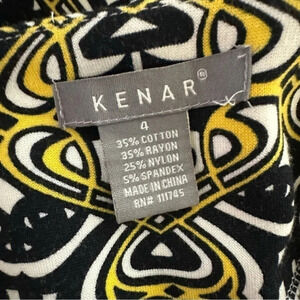 KENAR®
4
35% COTTON
35% RAYON
25% NYLON
5% SPANDEX
MADE IN CHINA
RN# 111745